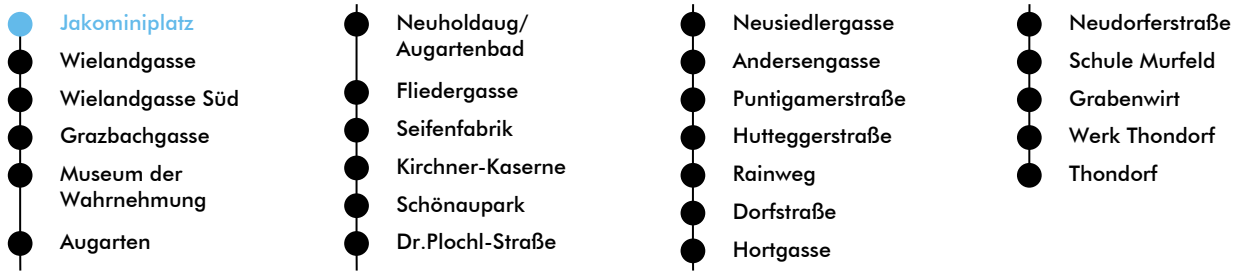 Jakominiplatz
Wielandgasse
Wielandgasse Süd
Grazbachgasse
Museum der
Wahrnehmung
Augarten
Neuholdaug/
Augartenbad
Fliedergasse
Seifenfabrik
Kirchner-Kaserne
Schönaupark
Dr.Plochl-Straße
Neusiedlergasse
Andersengasse
Puntigamerstraße
Hutteggerstraße
Rainweg
Dorfstraße
Hortgasse
Neudorferstraße
Schule Murfeld
Grabenwirt
Werk Thondorf
Thondorf